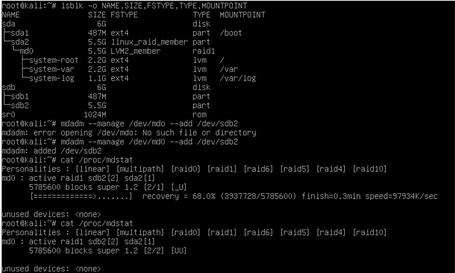 root@kali:~# lsblk -o NAME,SIZE,FSTYPE,TYPE,MOUNTPOINT
NAME SIZE FSTYPE TYPE MOUNTPOINT
sda 6G disk
├─sda1 487M ext4 part /boot
└─sda2 5.5G linux_raid_member part
└─md0 5.5G LVM2_member raid1
├─system-root 2.2G ext4 lvm /
├─system-var 2.2G ext4 lvm /var
└─system-log 1.1G ext4 lvm /var/log
sdb 6G disk
├─sdb1 487M part
└─sdb2 5.5G part
sr0 1024M rom
root@kali:~# mdadm --manage /dev/mdo --add /dev/sdb2
mdadm: error opening /dev/mdo: No such file or directory
root@kali:~# mdadm --manage /dev/md0 --add /dev/sdb2
mdadm: added /dev/sdb2
root@kali:~# cat /proc/mdstat
Personalities : [linear] [multipath] [raid0] [raid1] [raid6] [raid5] [raid4] [raid10]
md0 : active raid1 sdb2[2] sda2[1]
5785600 blocks super 1.2 [2/1] [_U]
[=============>.......] recovery = 68.0% (3937728/5785600) finish=0.3min speed=97934K/sec
unused devices: <none>
root@kali:~# cat /proc/mdstat
Personalities : [linear] [multipath] [raid0] [raid1] [raid6] [raid5] [raid4] [raid10]
md0 : active raid1 sdb2[2] sda2[1]
5785600 blocks super 1.2 [2/2] [UU]
unused devices: <none>